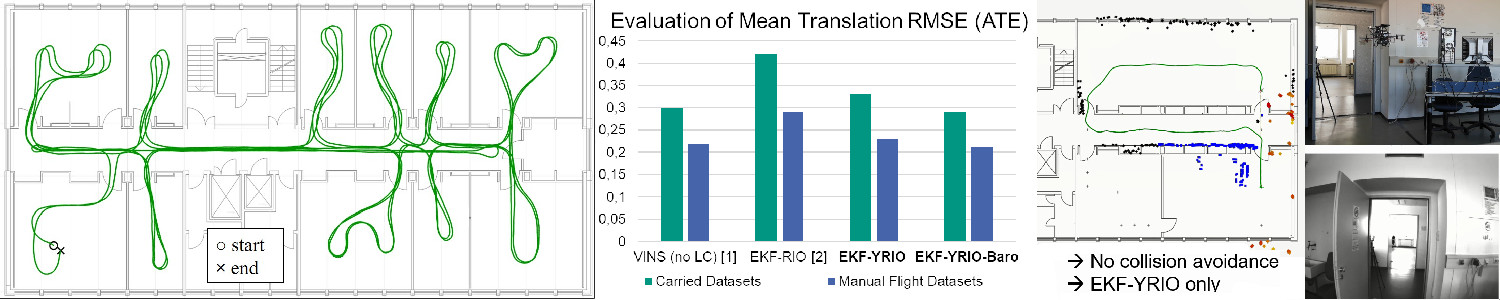 start
end
Evaluation of Mean Translation RMSE (ATE)
0,45
0,4
0,35
0,3
0,25
0,2
0,15
0,1
0,05
0
VINS (no LC) [1]
EKF-RIO [2]
EKF-YRIO
EKF-YRIO-Baro
Carried Datasets
Manual Flight Datasets
→ No collision avoidance
→ EKF-YRIO only